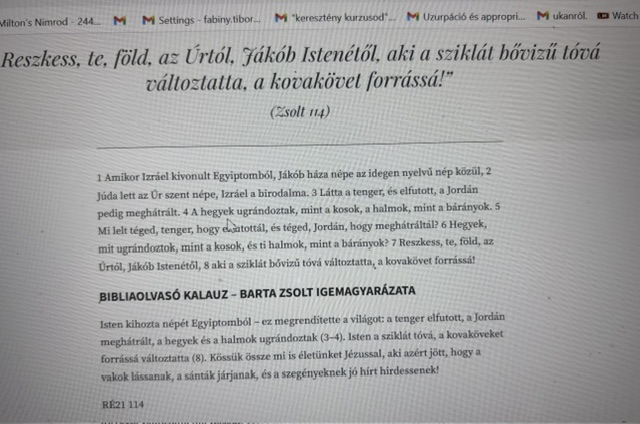 Milton's Nimrod - 244...
Settings - fabiny.tibor...
"keresztény kurzusod"...
Uzurpáció és appropri...
ukanról.
Watch
Reszkess, te, föld, az Úrtól, Jákób Istenétől, aki a sziklát bővizű tóvá
változtatta, a kovakövet forrássá!”
(Zsolt 114)
1 Amikor Izráel kivonult Egyiptomból, Jákób háza népe az idegen nyelvű nép közül, 2
Júda lett az Úr szent népe, Izráel a birodalma. 3 Látta a tenger, és elfutott, a Jordán
pedig meghátrált. 4 A hegyek ugrándoztak, mint a kosok, a halmok, mint a bárányok. 5
Mi lelt téged, tenger, hogy elfutottál, és téged, Jordán, hogy meghátráltál? 6 Hegyek,
mit ugrándoztok, mint a kosok, és ti halmok, mint a bárányok? 7 Reszkess, te, föld, az
Úrtól, Jákób Istenétől, 8 aki a sziklát bővizű tóvá változtatta, a kovakövet forrássá!
BIBLIAOLVASÓ KALAUZ – BARTA ZSOLT IGEMAGYARÁZATA
Isten kihozta népét Egyiptomból – ez megrendítette a világot: a tenger elfutott, a Jordán
meghátrált, a hegyek és a halmok ugrándoztak (3–4). Isten a sziklát tóvá, a kovaköveket
forrássá változtatta (8). Kössük össze mi is életünket Jézussal, aki azért jött, hogy a
vakok lássanak, a sánták járjanak, és a szegényeknek jó hírt hirdessenek!
RÉ21 114